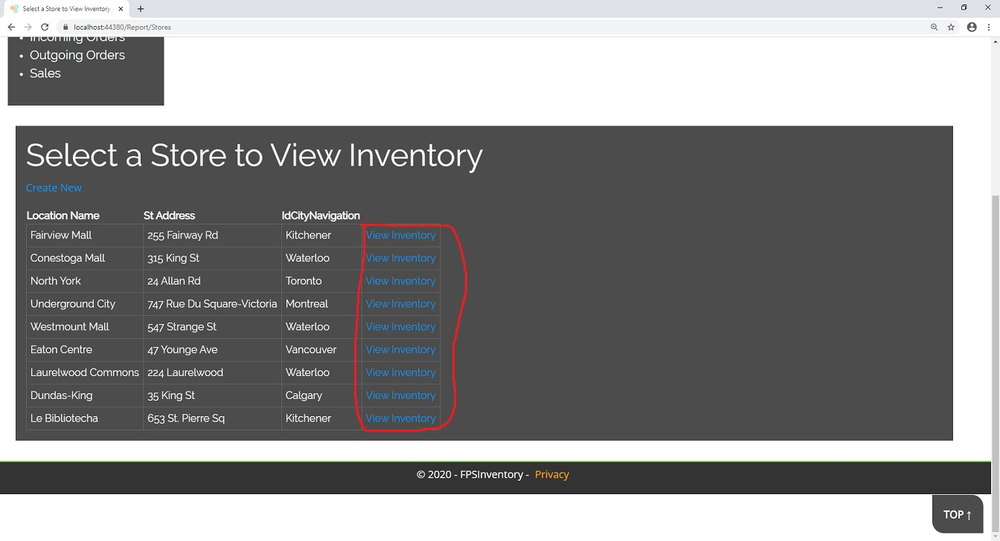 Select a Store to View Inventory
localhost:44380/Report/Stores
Incoming Orders
Outgoing Orders
Sales
Select a Store to View Inventory
Create New
Location Name St Address IdCityNavigation
Fairview Mall 255 Fairway Rd Kitchener View Inventory
Conestoga Mall 315 King St Waterloo View Inventory
North York 24 Allan Rd Toronto View Inventory
Underground City 747 Rue Du Square-Victoria Montreal View Inventory
Westmount Mall 547 Strange St Waterloo View Inventory
Eaton Centre 47 Younge Ave Vancouver View Inventory
Laurelwood Commons 224 Laurelwood Waterloo View Inventory
Dundas-King 35 King St Calgary View Inventory
Le Bibliotecha 653 St. Pierre Sq Kitchener View Inventory
© 2020 - FPSInventory - Privacy
TOP ↑